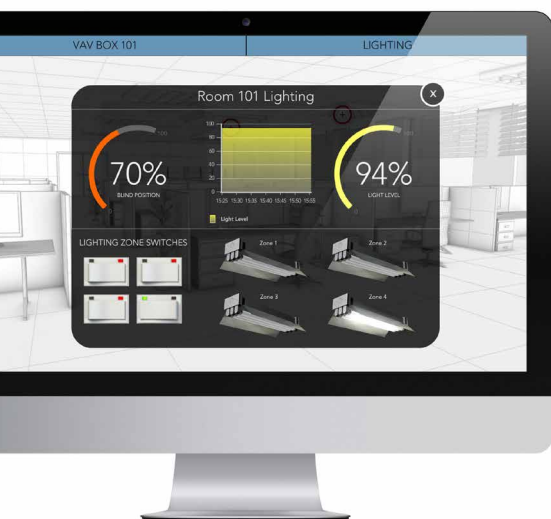 VAV BOX 101
LIGHTING
Room 101 Lighting
X
100
70%
BLIND POSITION
100
80
60
40
20
0
15:25 15:30 15:35 15:40 15:45 15:50 15:55
Light Level
94%
LIGHT LEVEL
LIGHTING ZONE SWITCHES
Zone 1
Zone 2
Zone 3
Zone 4